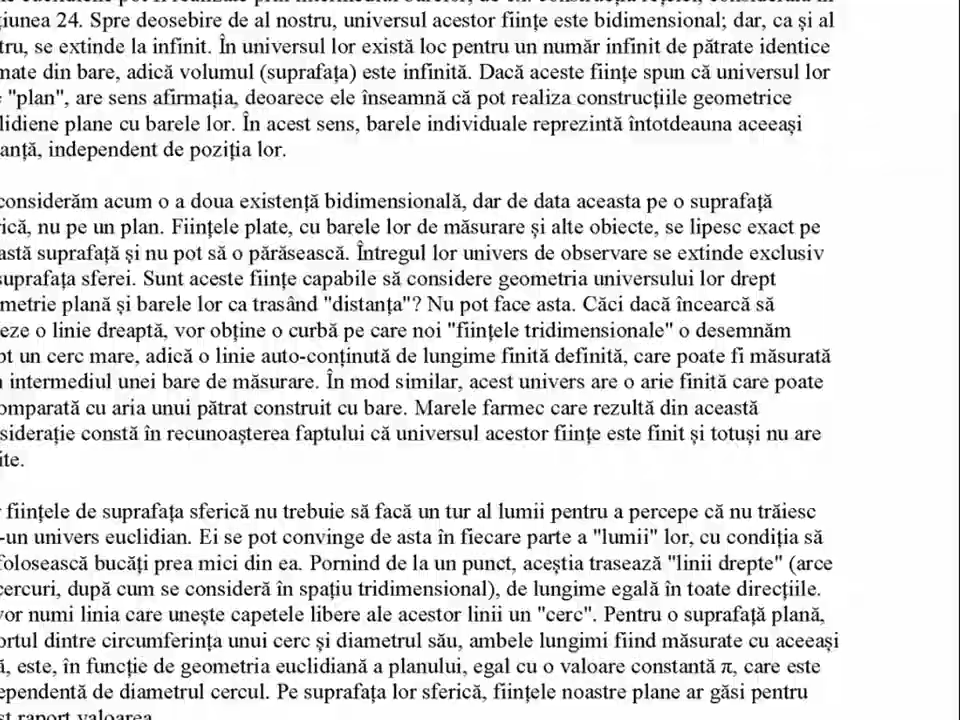 țiunea 24. Spre deosebire de al nostru, universul acestor ființe este bidimensional; dar, ca și al
tru, se extinde la infinit. În universul lor există loc pentru un număr infinit de pătrate identice
mate din bare, adică volumul (suprafața) este infinită. Dacă aceste ființe spun că universul lor
"plan", are sens afirmația, deoarece ele înseamnă că pot realiza construcțiile geometrice
lidiene plane cu barele lor. În acest sens, barele individuale reprezintă întotdeauna aceeași
anță, independent de poziția lor.
considerăm acum o a doua existență bidimensională, dar de data aceasta pe o suprafață
rică, nu pe un plan. Ființele plate, cu barele lor de măsurare și alte obiecte, se lipesc exact pe
astă suprafață și nu pot să o părăsească. Întregul lor univers de observare se extinde exclusiv
suprafața sferei. Sunt aceste ființe capabile să considere geometria universului lor drept
metrie plană și barele lor ca trasând "distanța"? Nu pot face asta. Căci dacă încearcă să
eze o linie dreaptă, vor obține o curbă pe care noi "ființele tridimensionale" o desemnăm
pt un cerc mare, adică o linie auto-conținută de lungime finită definită, care poate fi măsurată
n intermediul unei bare de măsurare. În mod similar, acest univers are o arie finită care poate
omparată cu aria unui pătrat construit cu bare. Marele farmec care rezultă din această
siderație constă în recunoașterea faptului că universul acestor ființe este finit și totuși nu are
ite.
ființele de suprafața sferică nu trebuie să facă un tur al lumii pentru a percepe că nu trăiesc
-un univers euclidian. Ei se pot convinge de asta în fiecare parte a "lumii" lor, cu condiția să
folosească bucăți prea mici din ea. Pornind de la un punct, aceștia trasează "linii drepte" (arce
cercuri, după cum se consideră în spațiu tridimensional), de lungime egală în toate direcțiile.
vor numi linia care unește capetele libere ale acestor linii un "cerc". Pentru o suprafață plană,
ortul dintre circumferința unui cerc și diametrul său, ambele lungimi fiind măsurate cu aceeași
ă, este, în funcție de geometria euclidiană a planului, egal cu o valoare constantă π, care este
ependentă de diametrul cercul. Pe suprafața lor sferică, ființele noastre plane ar găsi pentru
st raport valoarea